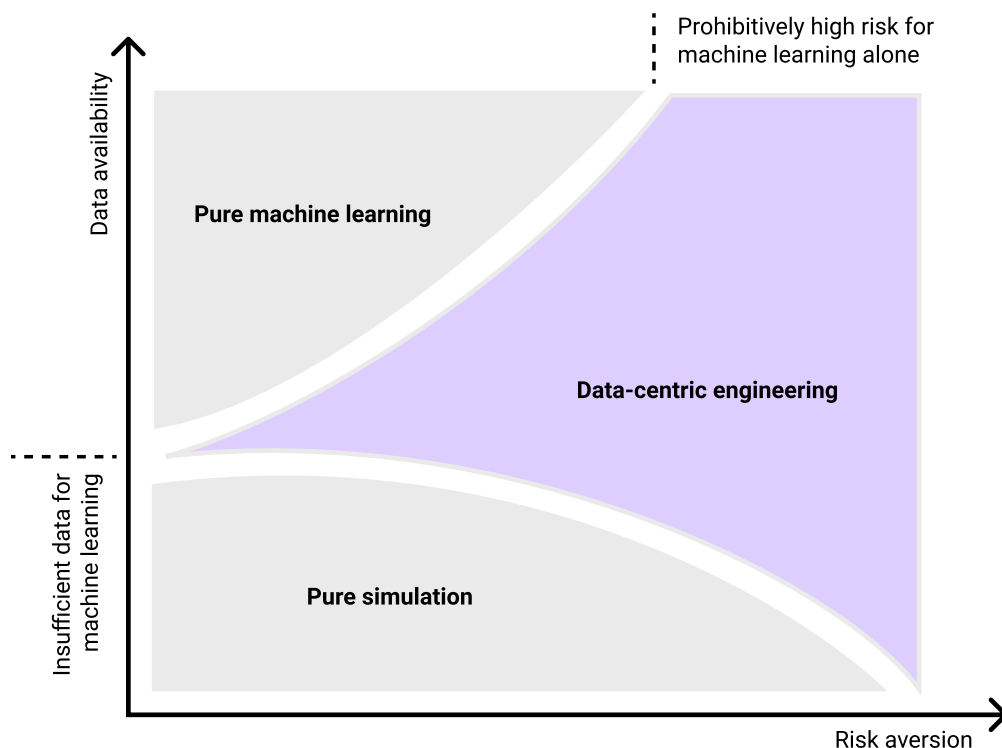 Prohibitively high risk for
machine learning alone
Data availability
Pure machine learning
Data-centric engineering
Insufficient data for
machine learning
Pure simulation
Risk aversion